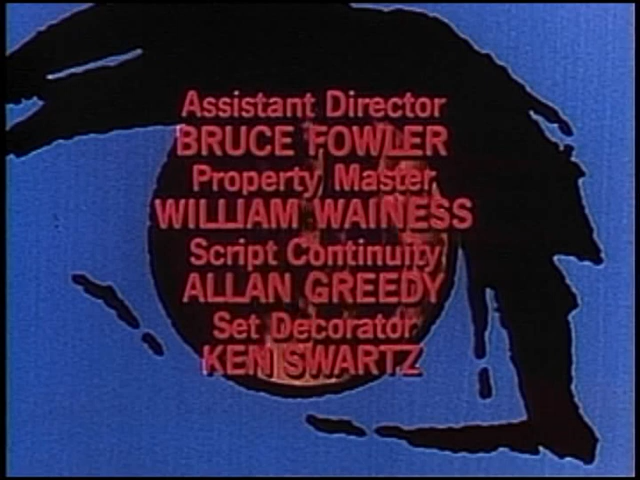 Assistant Director
BRUCE FOWLER
Property Master
WILLIAM WAINESS
Script Continuity
ALLAN GREEDY
Set Decorator
KEN SWARTZ